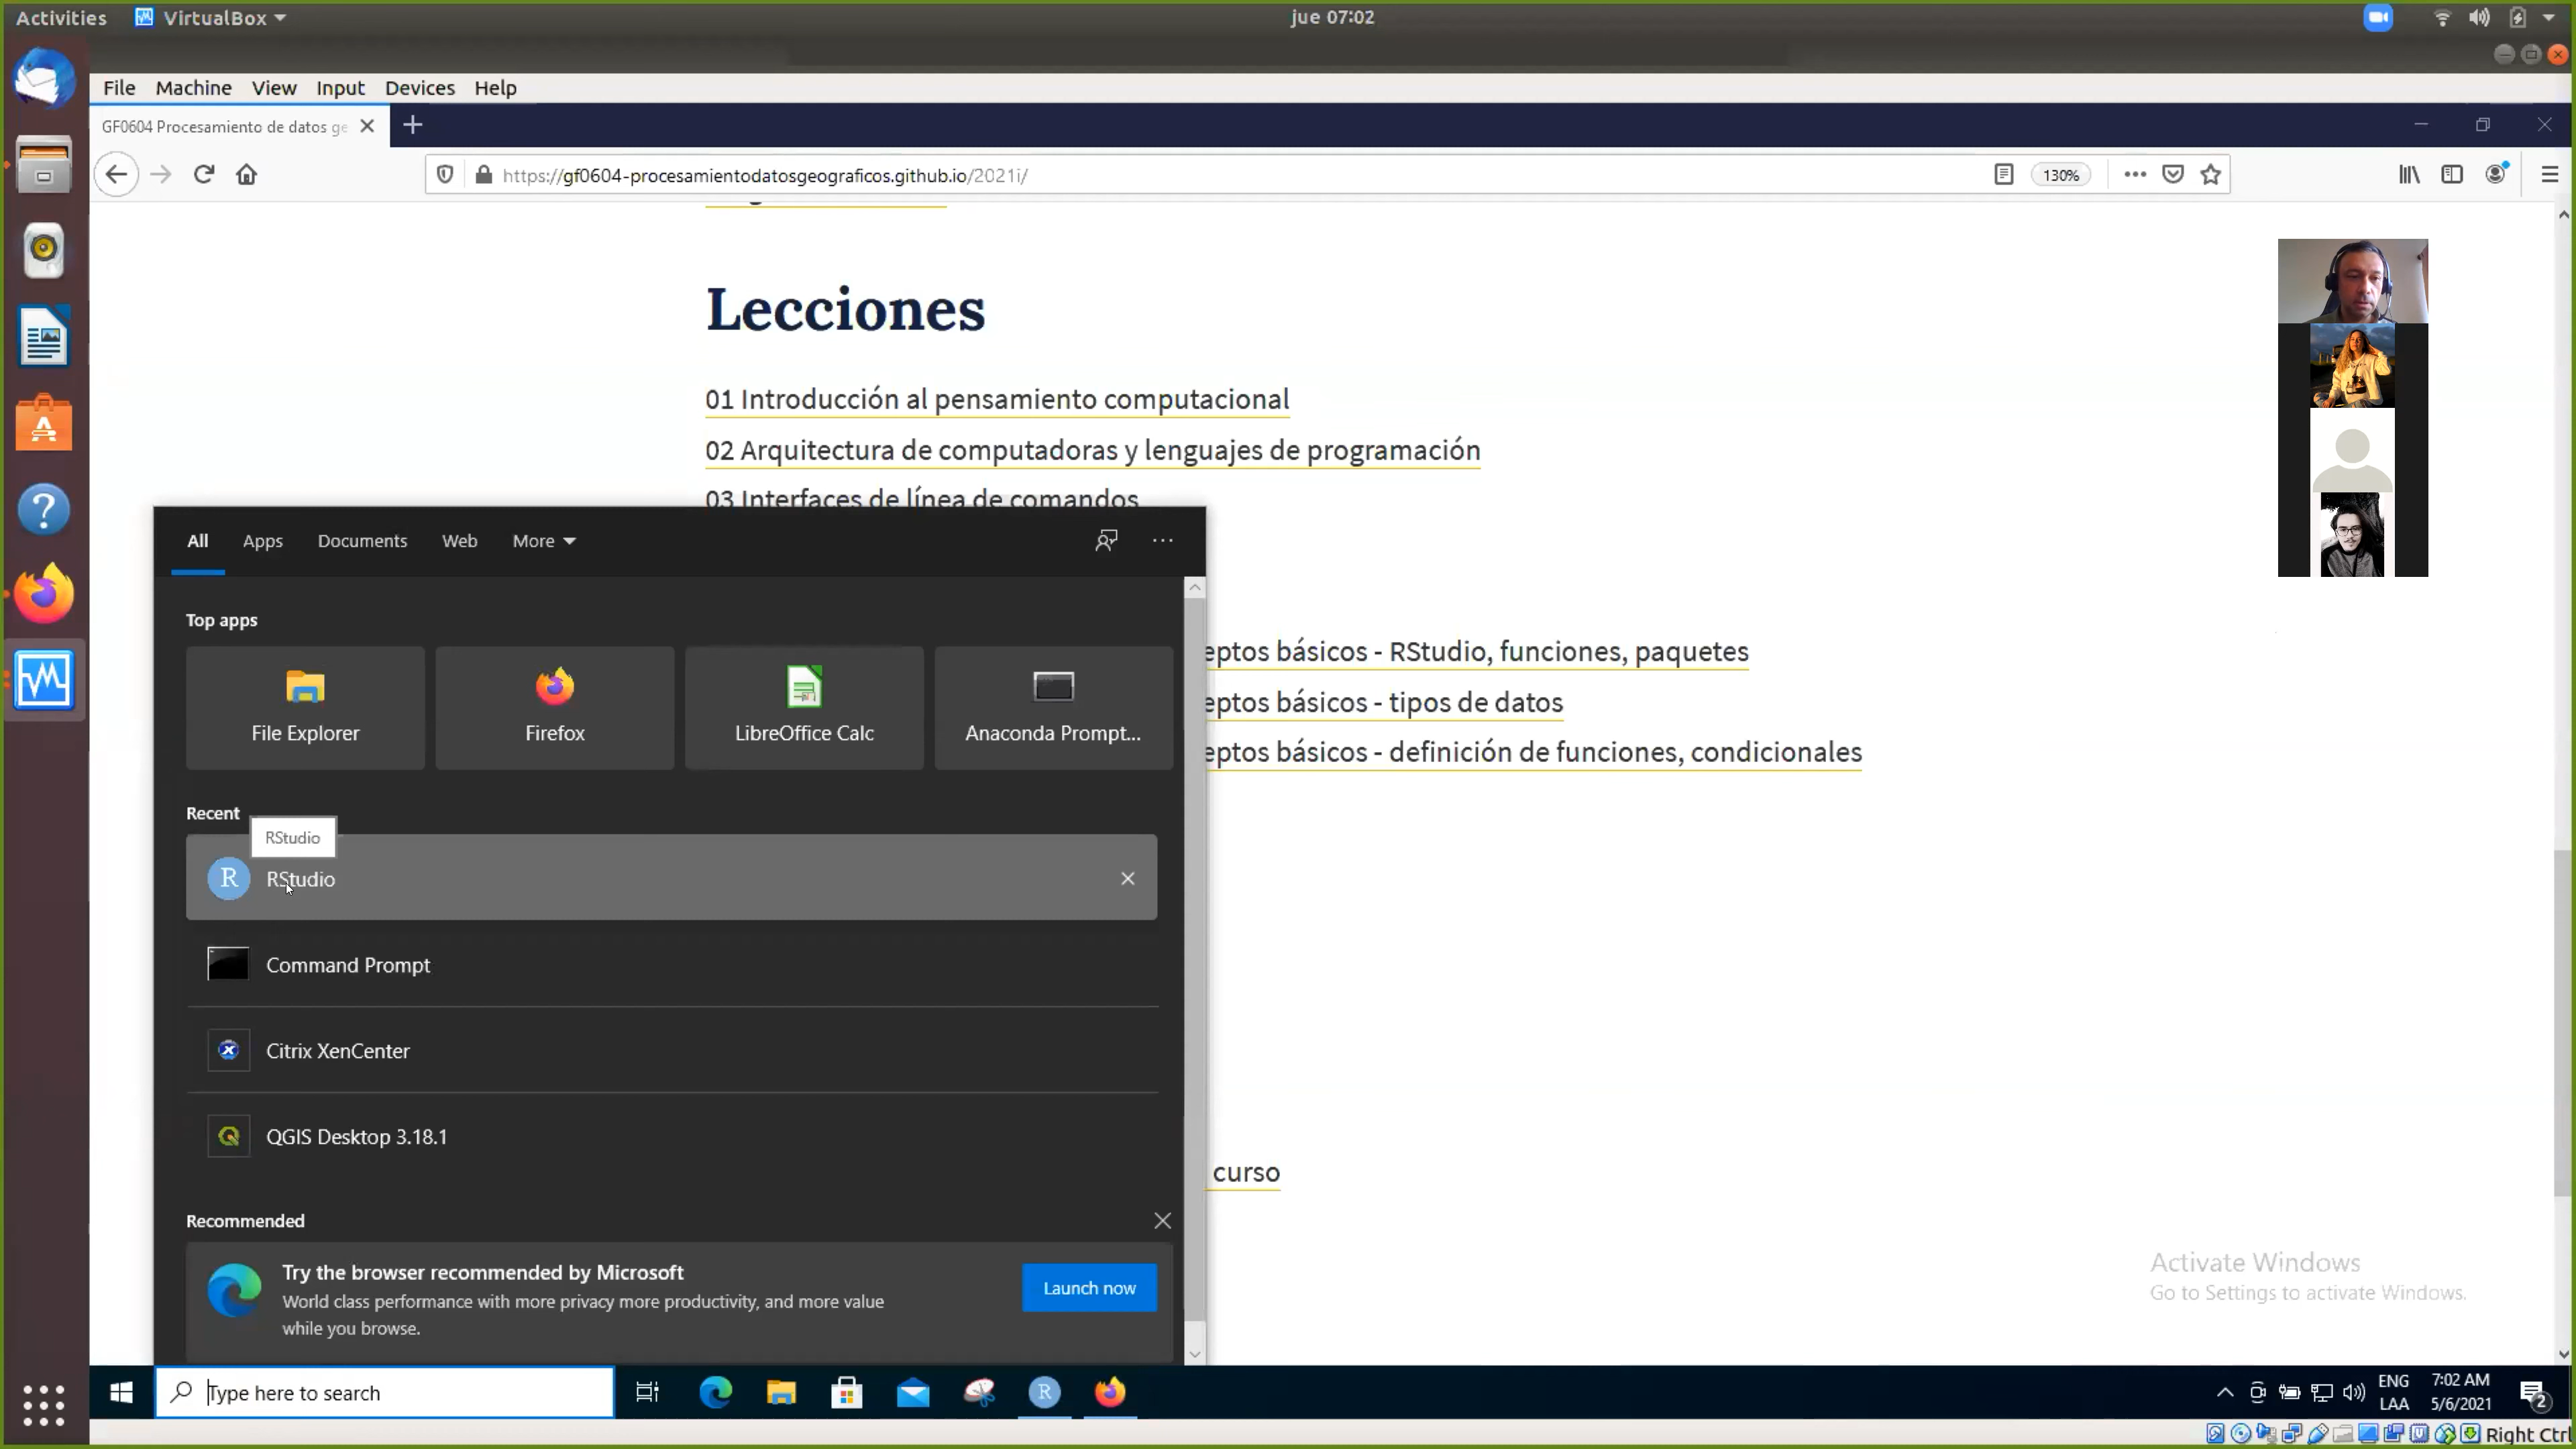 Activities VirtualBox jue 07:02
File Machine View Input Devices Help
GF0604 Procesamiento de datos ge
https://gf0604-procesamientodatosgeograficos.github.io/2021i/ 130%
Lecciones
01 Introducción al pensamiento computacional
02 Arquitectura de computadoras y lenguajes de programación
03 Interfaces de línea de comandos
eptos básicos - RStudio, funciones, paquetes
eptos básicos - tipos de datos
eptos básicos - definición de funciones, condicionales
curso
All Apps Documents Web More
Top apps
File Explorer Firefox LibreOffice Calc Anaconda Prompt...
Recent
RStudio
RStudio
Command Prompt
Citrix XenCenter
QGIS Desktop 3.18.1
Recommended
Try the browser recommended by Microsoft
World class performance with more privacy more productivity, and more value
while you browse.
Launch now
Activate Windows
Go to Settings to activate Windows.
Type here to search
ENG
LAA
7:02 AM
5/6/2021
2
Right Ctrl